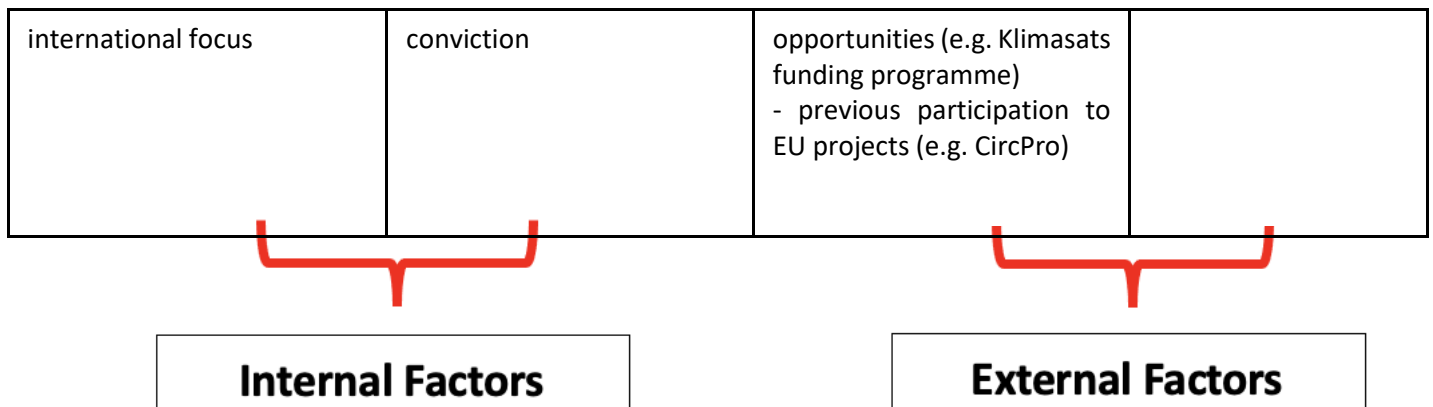 international focus
conviction
opportunities (e.g. Klimasats
funding programme)
- previous participation to
EU projects (e.g. CircPro)
Internal Factors
External Factors